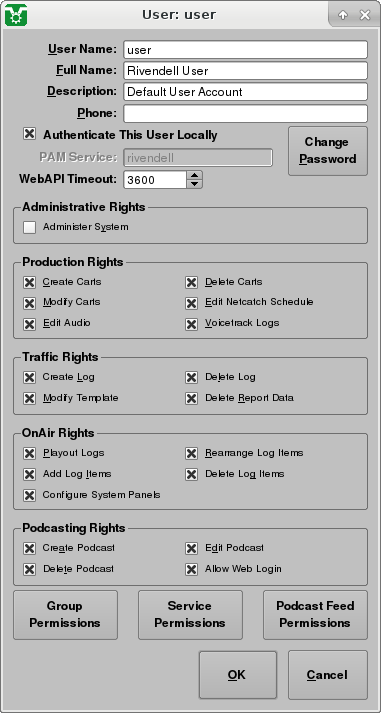 User: user
User Name: user
Full Name: Rivendell User
Description: Default User Account
Phone:
Authenticate This User Locally
Change Password
PAM Service: rivendell
WebAPI Timeout: 3600
Administrative Rights
Administer System
Production Rights
Create Carts Delete Carts
Modify Carts Edit Netcatch Schedule
Edit Audio Voicetrack Logs
Traffic Rights
Create Log Delete Log
Modify Template Delete Report Data
OnAir Rights
Playout Logs Rearrange Log Items
Add Log Items Delete Log Items
Configure System Panels
Podcasting Rights
Create Podcast Edit Podcast
Delete Podcast Allow Web Login
Group Permissions
Service Permissions
Podcast Feed Permissions
OK Cancel